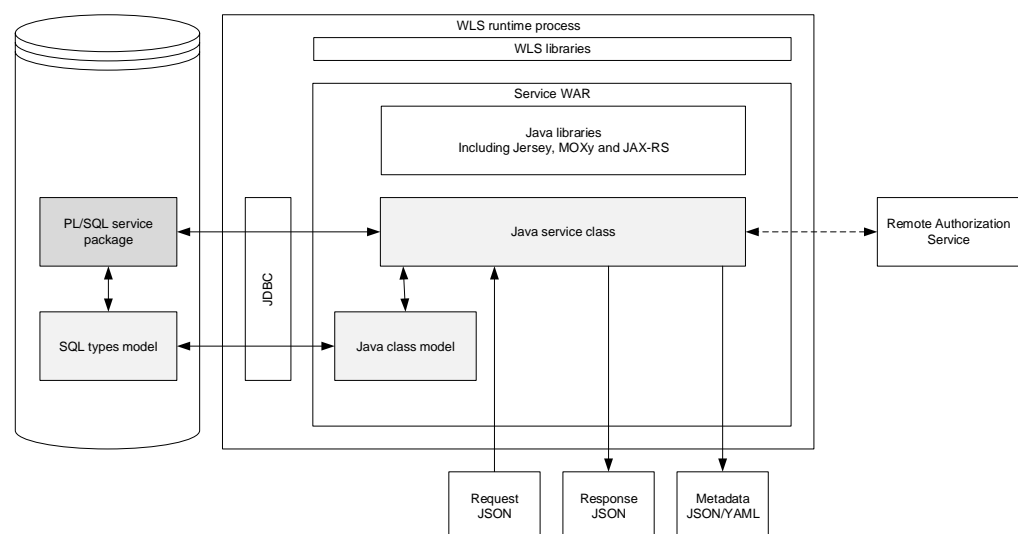 WLS runtime process
WLS libraries
Service WAR
Java libraries
Including Jersey, MOXy and JAX-RS
PL/SQL service
package
JDBC
Java service class
Remote Authorization
Service
SQL types model
Java class model
Request
JSON
Response
JSON
Metadata
JSON/YAML